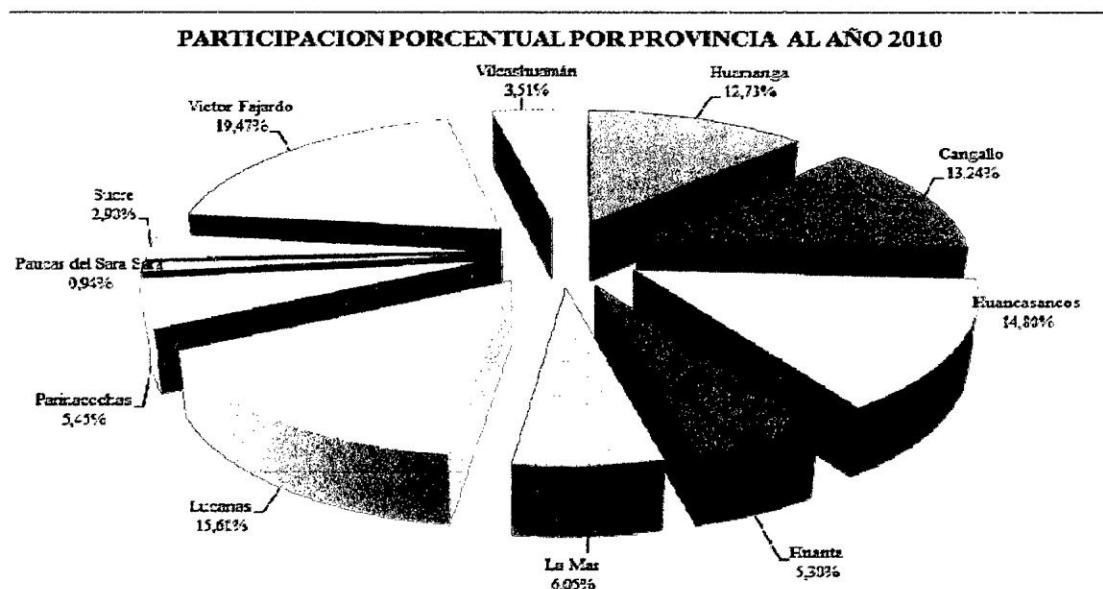 PARTICIPACION PORCENTUAL POR PROVINCIA AL AÑO 2010
Vilcashuamán
3,51%
Huamanga
12,73%
Victor Fajardo
19,47%
Cangallo
13,24%
Sucre
2,90%
Paucar del Sara Sara
0,94%
Huancasancos
14,80%
Parinacochas
5,45%
Lucanas
15,61%
La Mar
6,05%
Huanta
5,30%